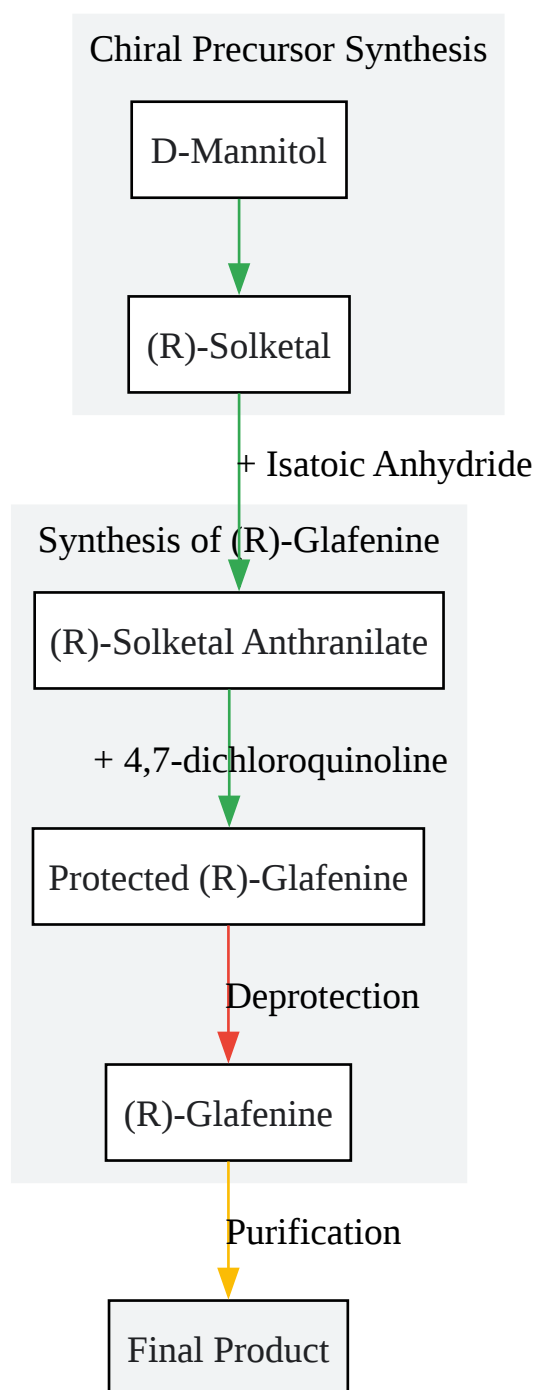 Chiral Precursor Synthesis
D-Mannitol
(R)-Solketal
+ Isatoic Anhydride
Synthesis of (R)-Glafenine
(R)-Solketal Anthranilate
+ 4,7-dichloroquinoline
Protected (R)-Glafenine
Deprotection
(R)-Glafenine
Purification
Final Product